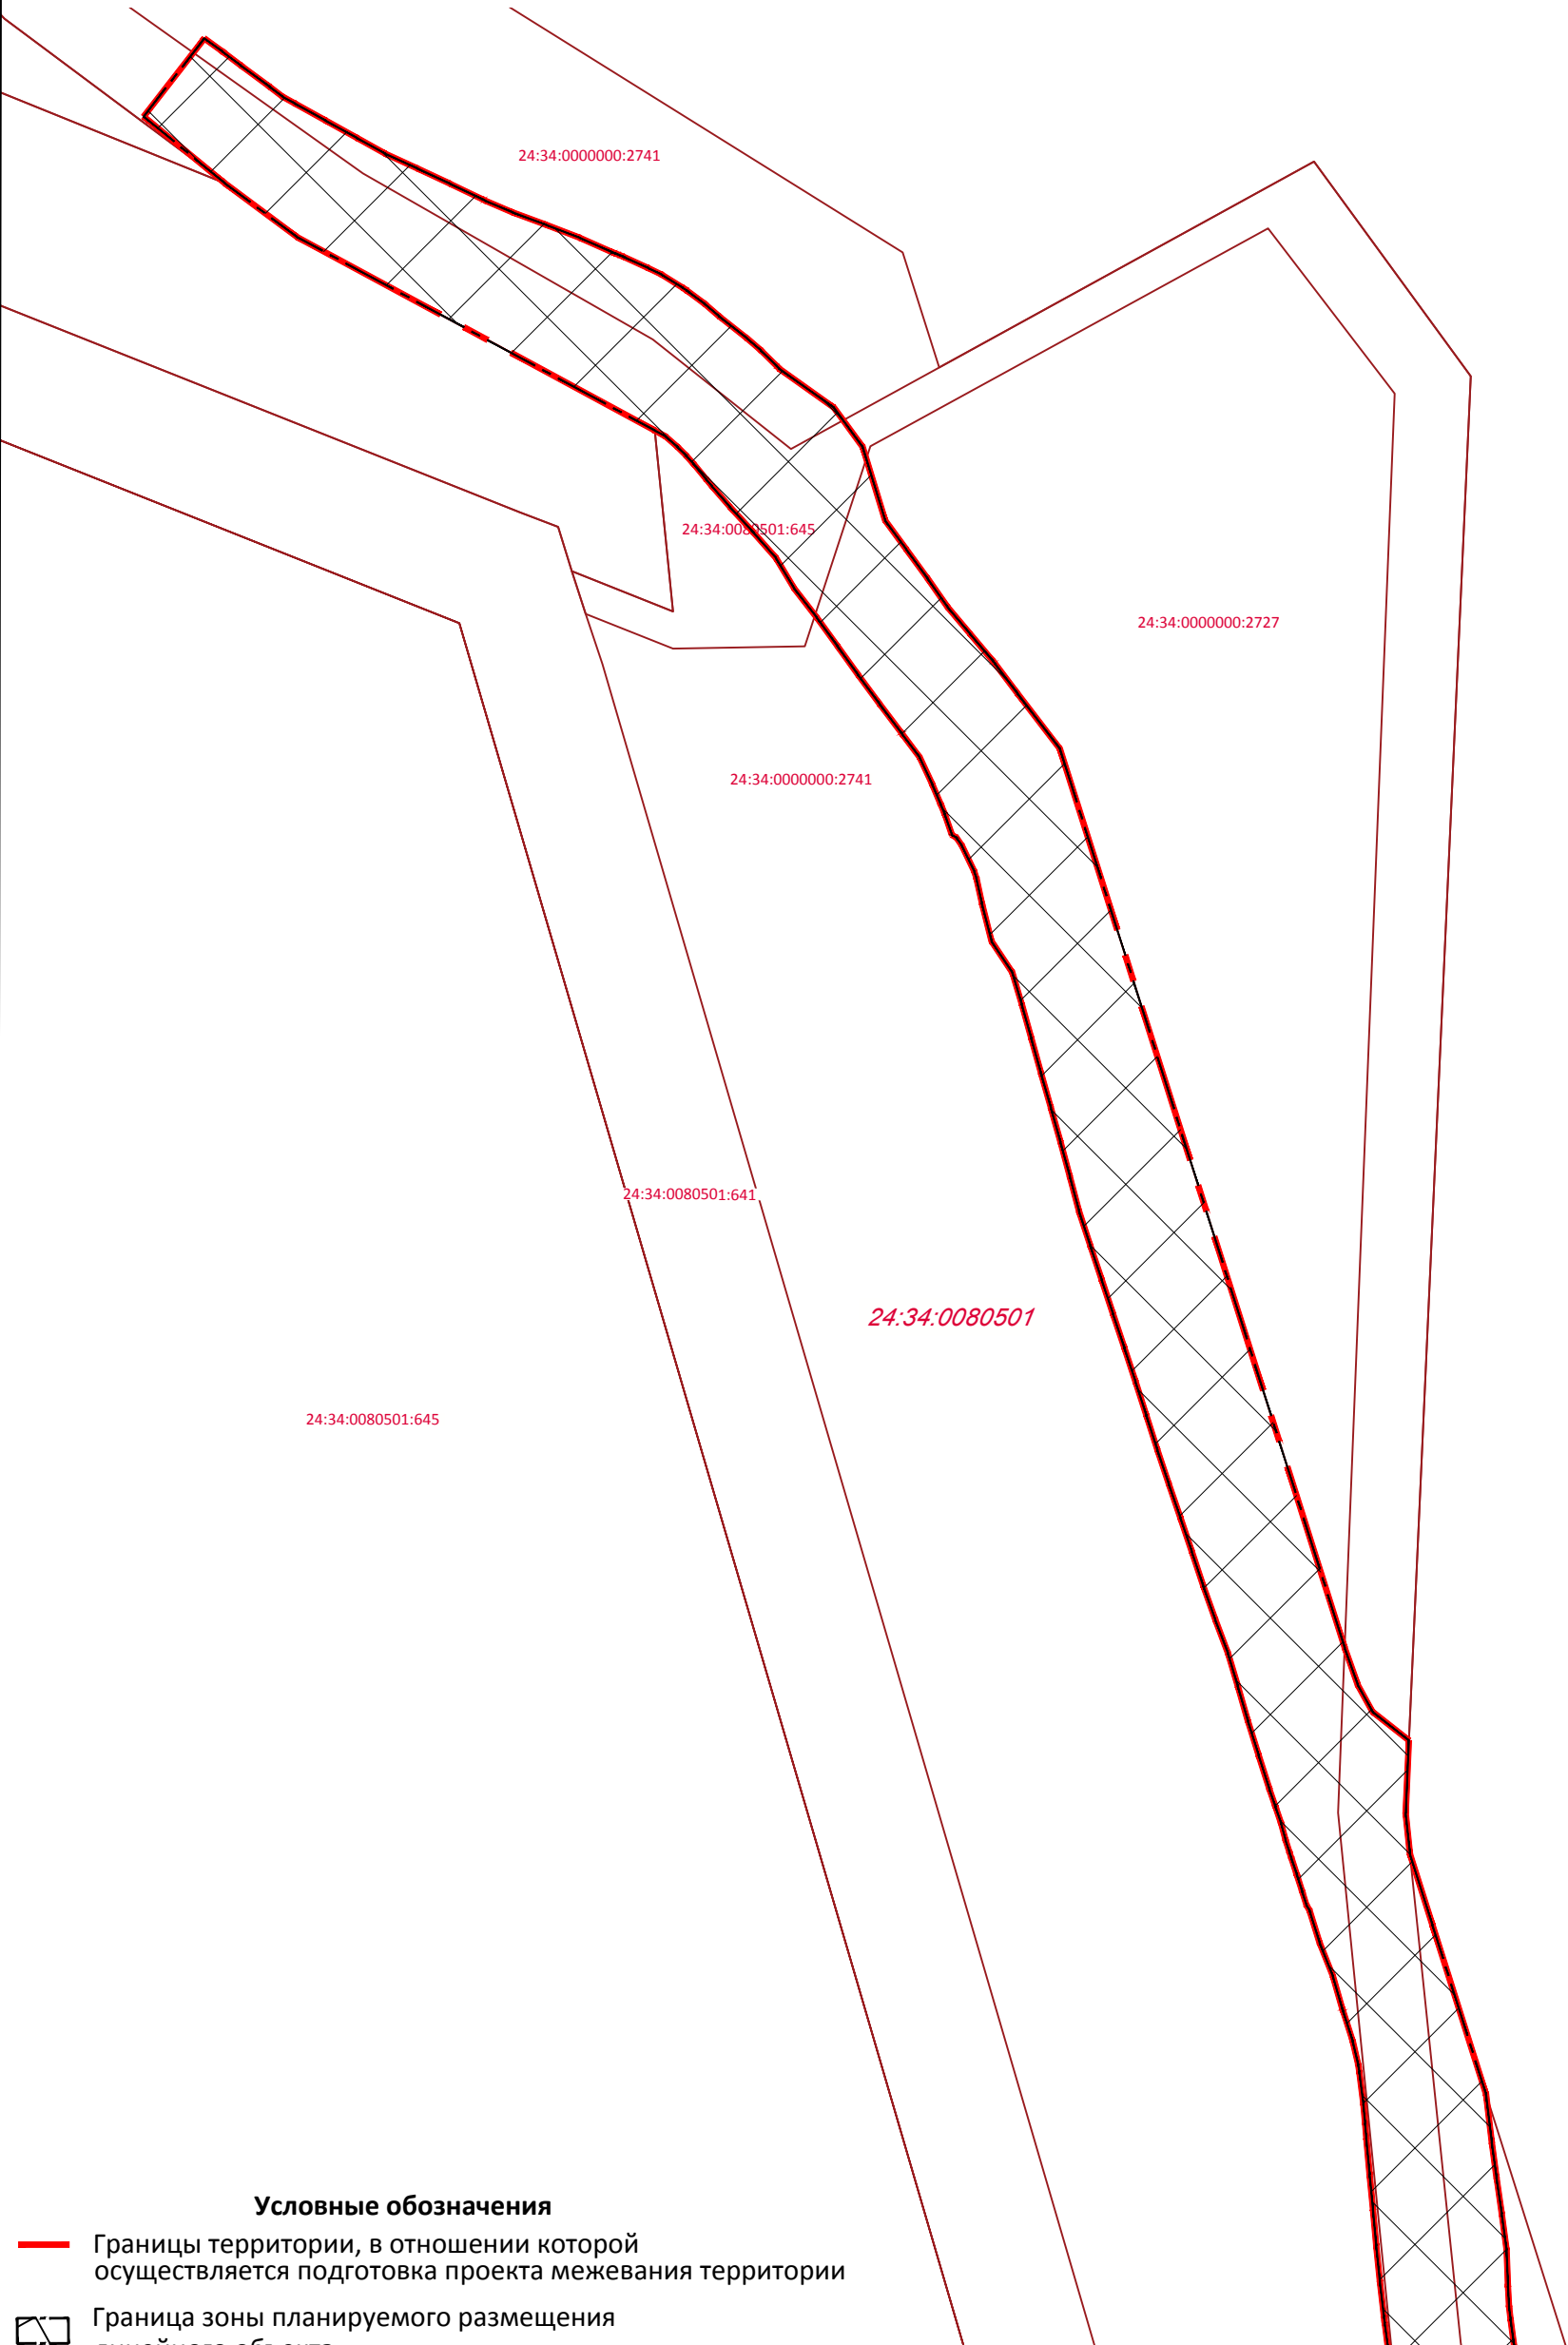 24:34:0000000:2741
24:34:0080501:645
24:34:0000000:2727
24:34:0000000:2741
24:34:0080501:641
24:34:0080501
24:34:0080501:645
Условные обозначения
Границы территории, в отношении которой
осуществляется подготовка проекта межевания территории
Граница зоны планируемого размещения